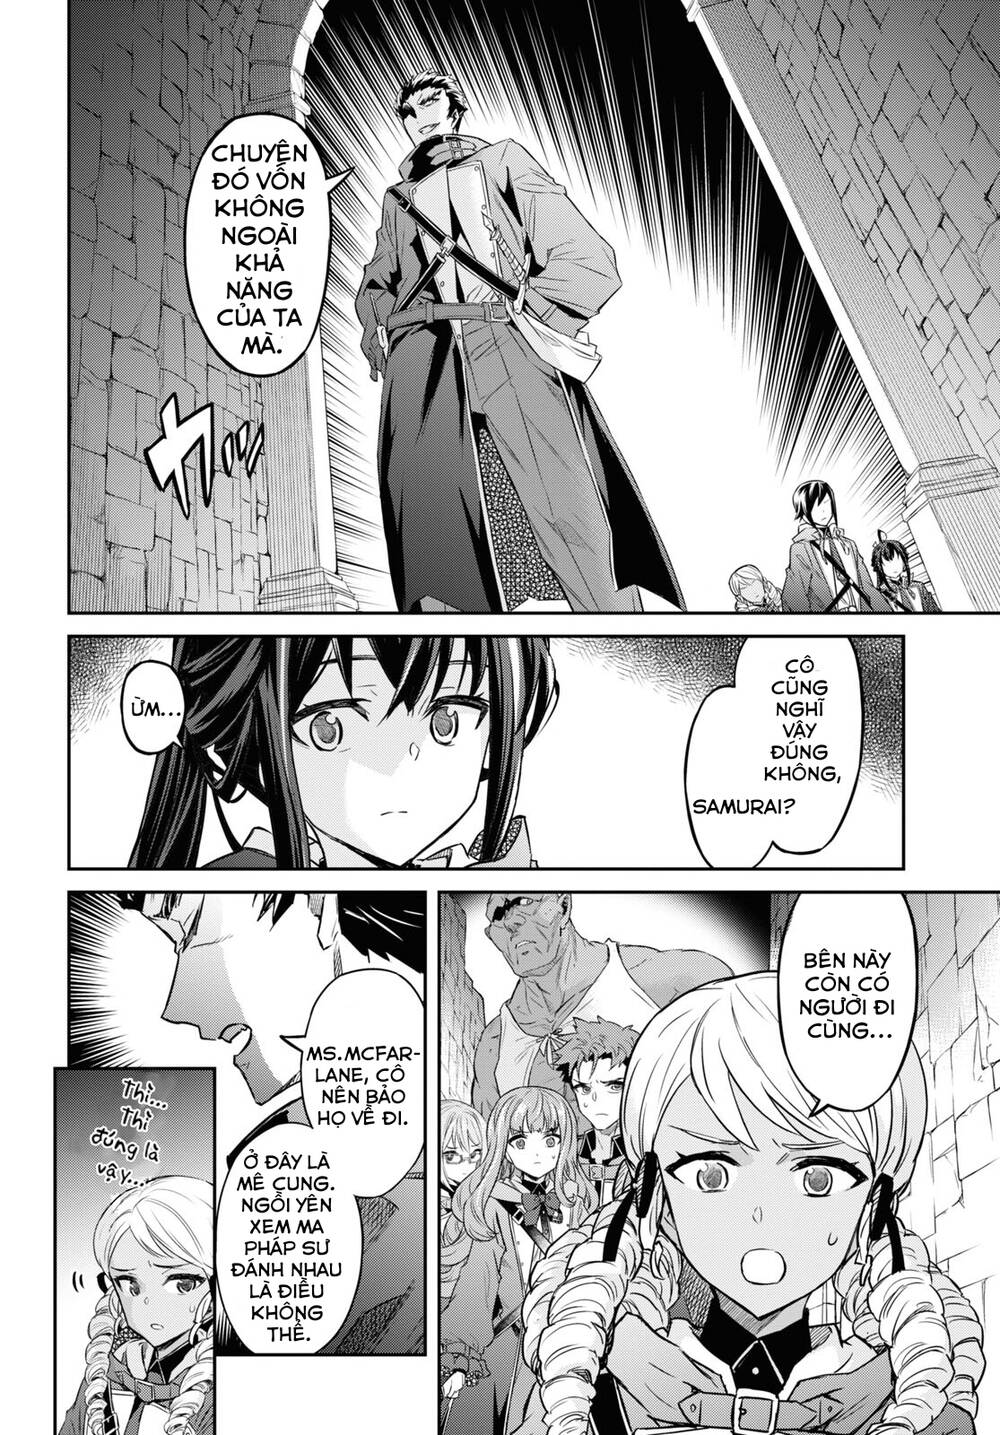 CHUYỆN
ĐÓ VỐN
KHÔNG
NGOÀI
KHẢ
NĂNG
CỦA TA
MÀ.
カッ
CÔ
CŨNG
NGHĨ
VẬY
ĐÚNG
KHÔNG,
SAMURAI?
ỪM...
BÊN NÀY
CÒN CÓ
NGƯỜI ĐI
CÙNG...
MS.MCFAR-
LANE, CÔ
NÊN BẢO
HỌ VỀ ĐI.
Ở ĐÂY LÀ
MÊ CUNG. NGỒI YÊN
XEM MA
PHÁP SƯ
ĐÁNH NHAU
LÀ ĐIỀU
KHÔNG
THỂ.
Thì...
Thì
đúng là
vậy...